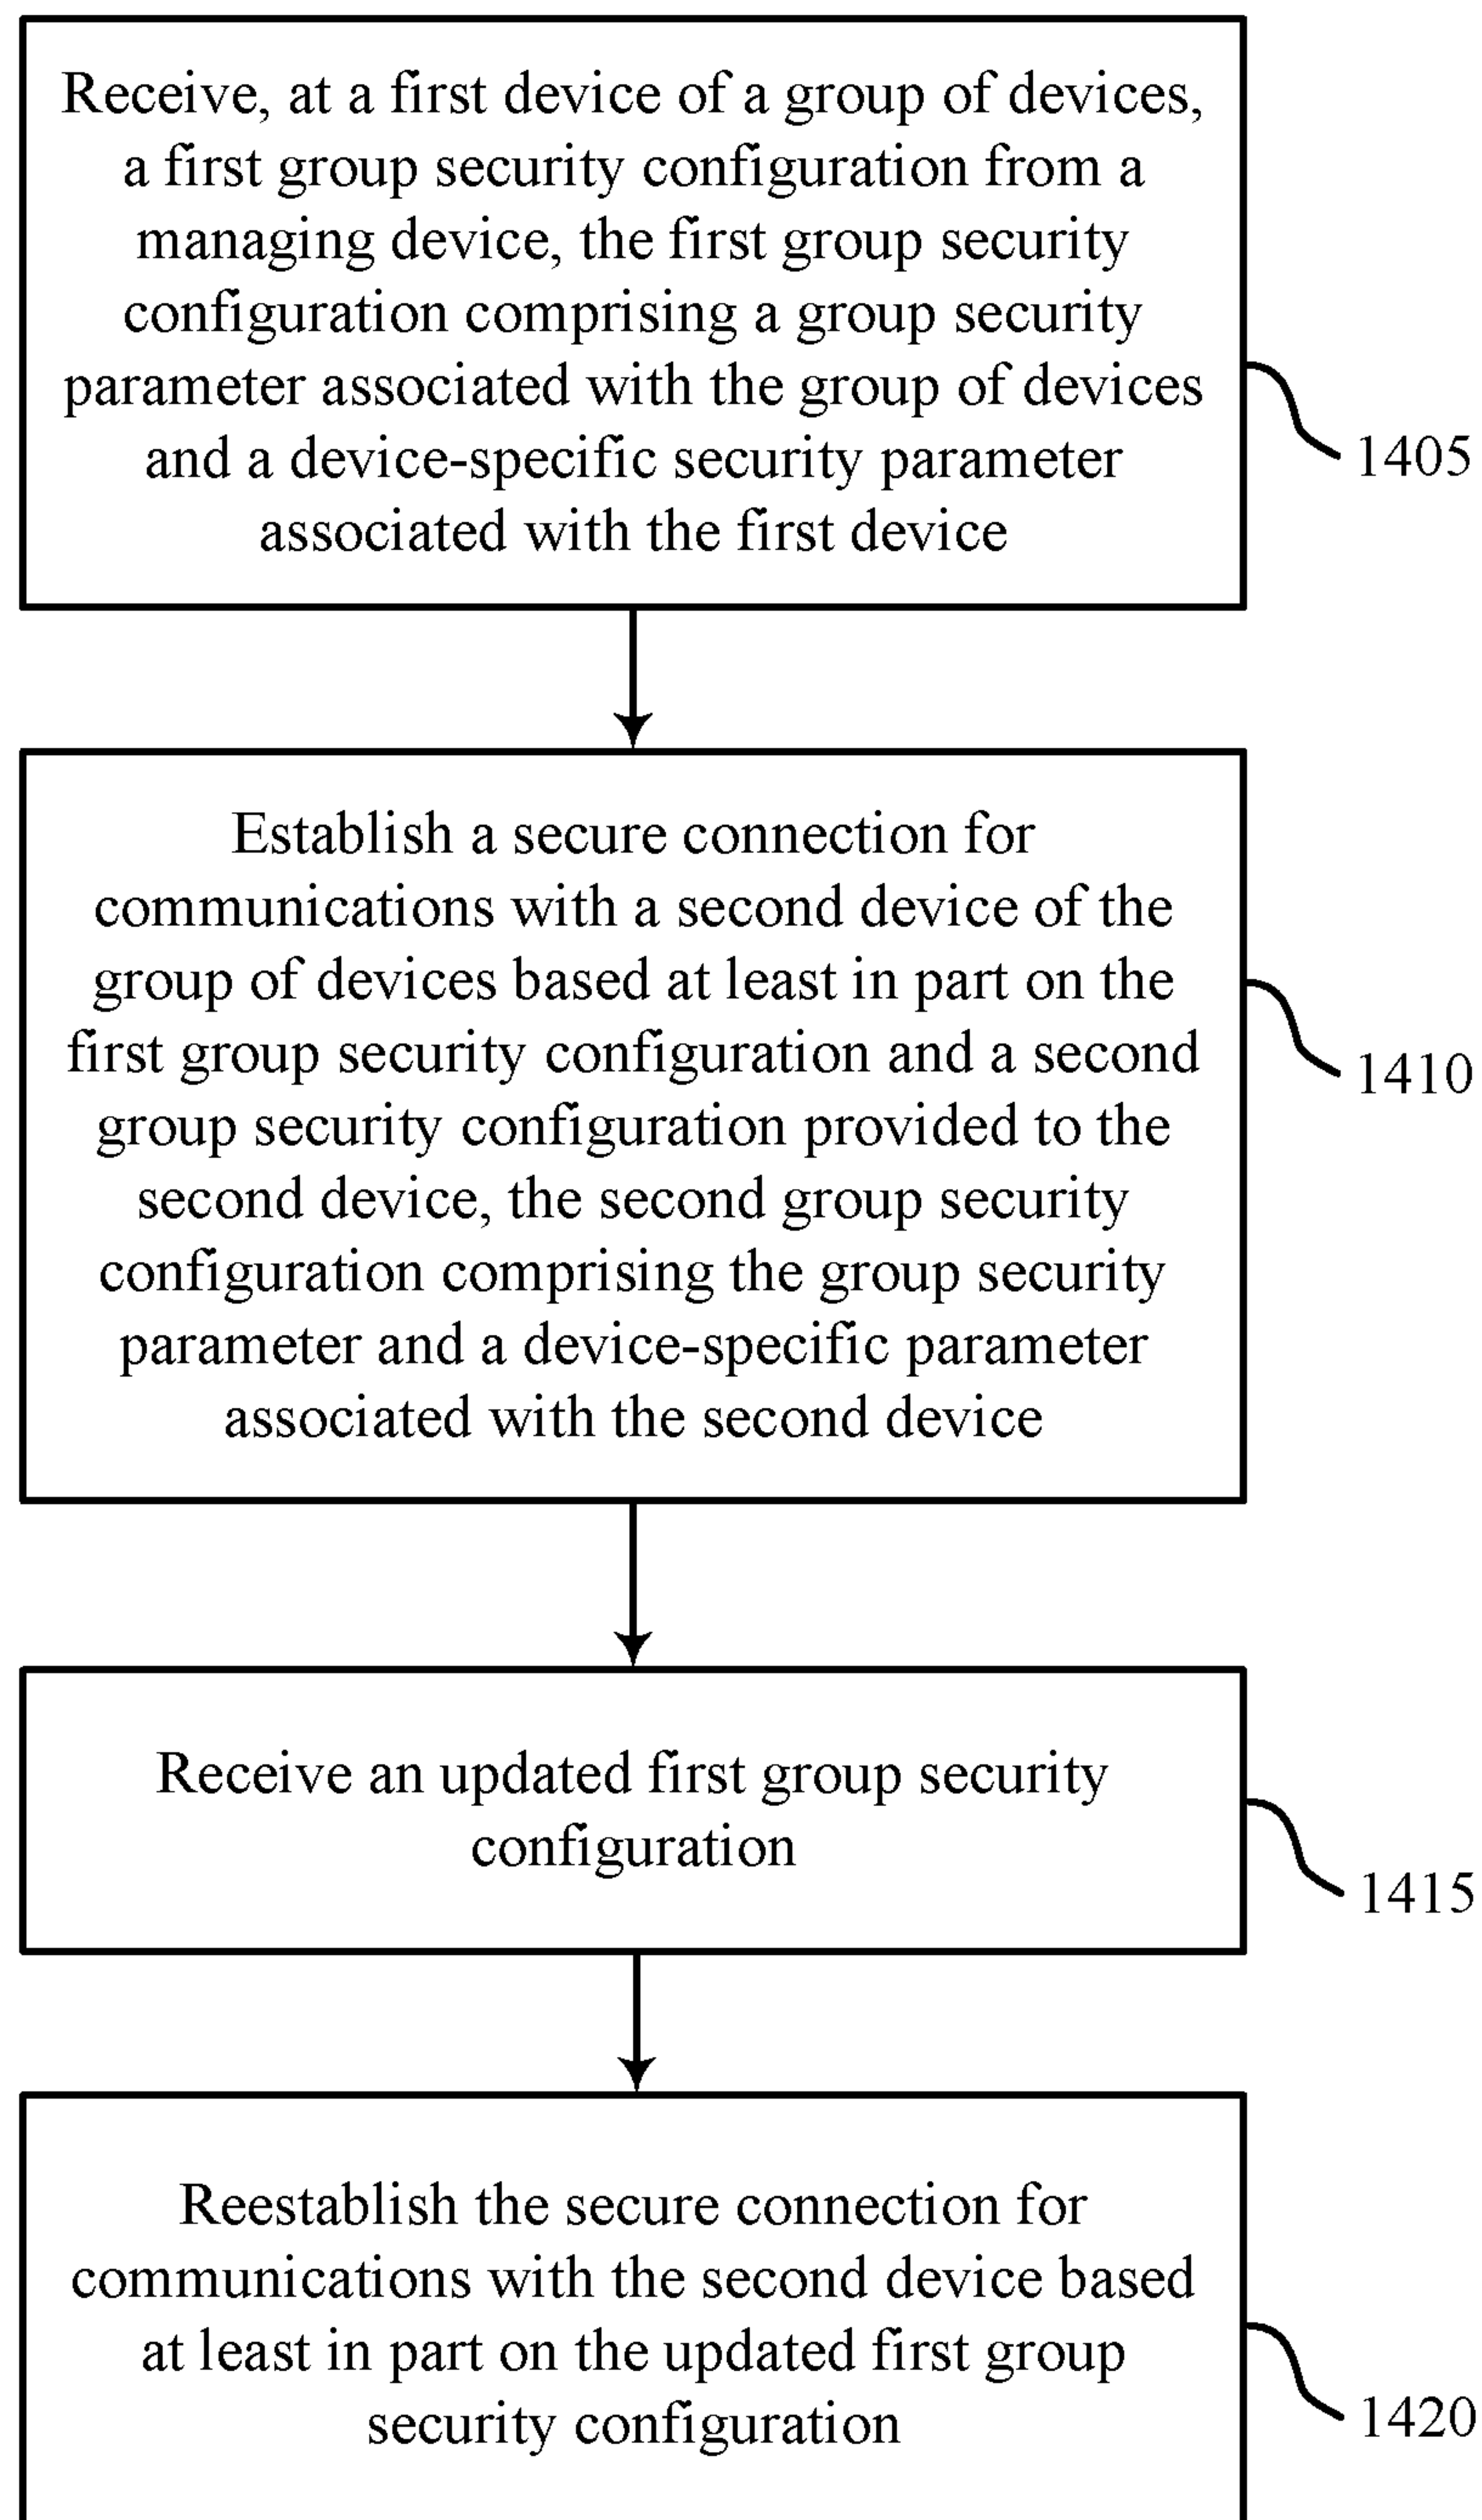 Receive, at a first device of a group of devices,
a first group security configuration from a
managing device, the first group security
configuration comprising a group security
parameter associated with the group of devices
and a device-specific security parameter
associated with the first device
1405
Establish a secure connection for
communications with a second device of the
group of devices based at least in part on the
first group security configuration and a second
group security configuration provided to the
second device, the second group security
configuration comprising the group security
parameter and a device-specific parameter
associated with the second device
1410
Receive an updated first group security
configuration
1415
Reestablish the secure connection for
communications with the second device based
at least in part on the updated first group
security configuration
1420